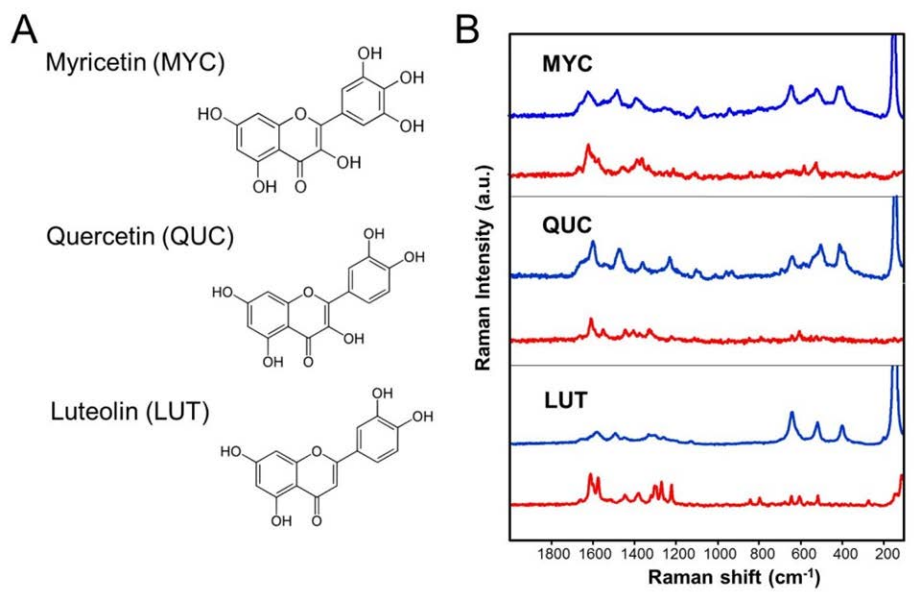 A
B
Myricetin (MYC)
OH
OH
HO
O
OH
OH
OH
O
Quercetin (QUC)
OH
OH
HO
O
OH
OH
O
Luteolin (LUT)
OH
OH
HO
O
OH
O
MYC
QUC
LUT
Raman Intensity (a.u.)
1800 1600 1400 1200 1000 800 600 400 200
Raman shift (cm⁻¹)